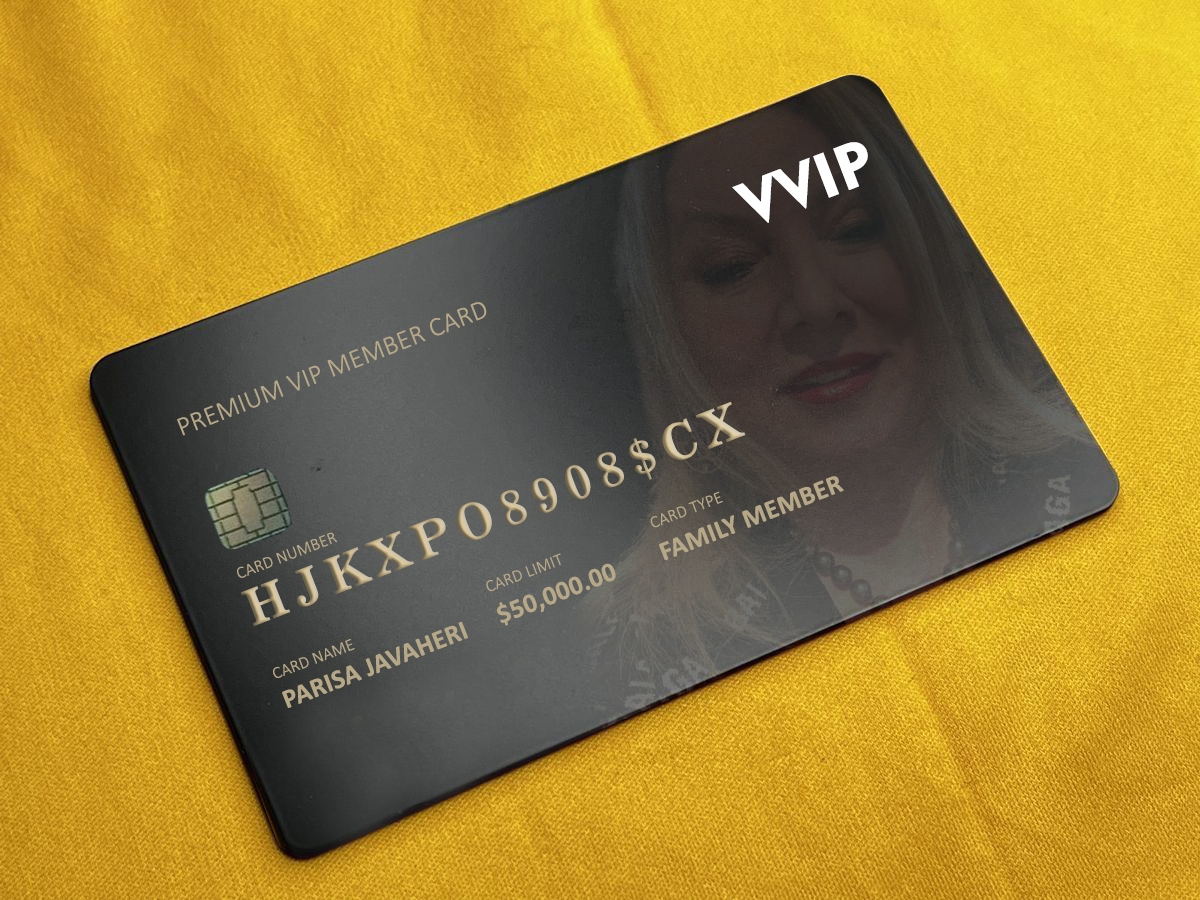 VVIP
PREMIUM VIP MEMBER CARD
CARD NUMBER
HJKXPO8908$CX
CARD NAME
PARISA JAVAHERI
CARD LIMIT
$50,000.00
CARD TYPE
FAMILY MEMBER